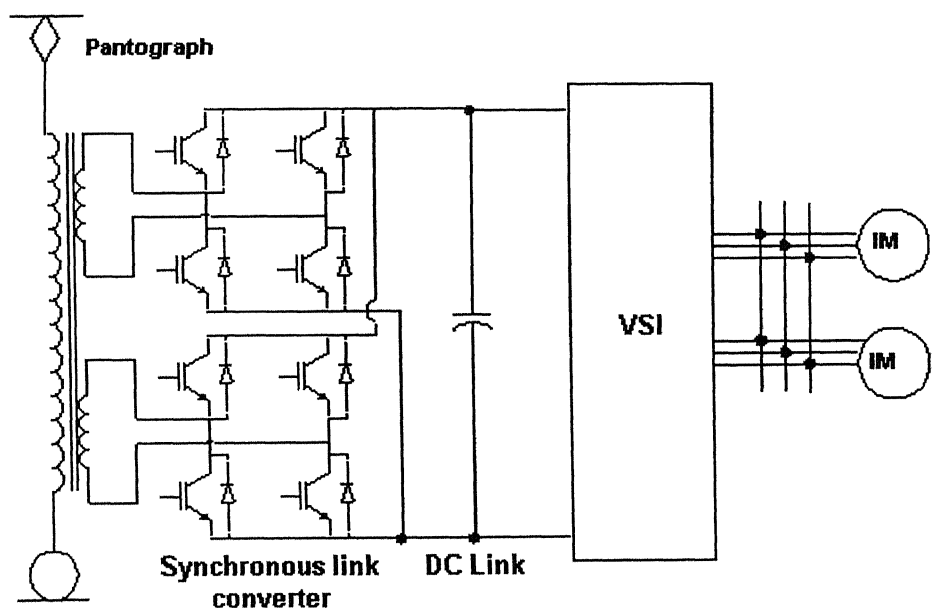 Pantograph
IM
VSI
IM
Synchronous link
converter
DC Link